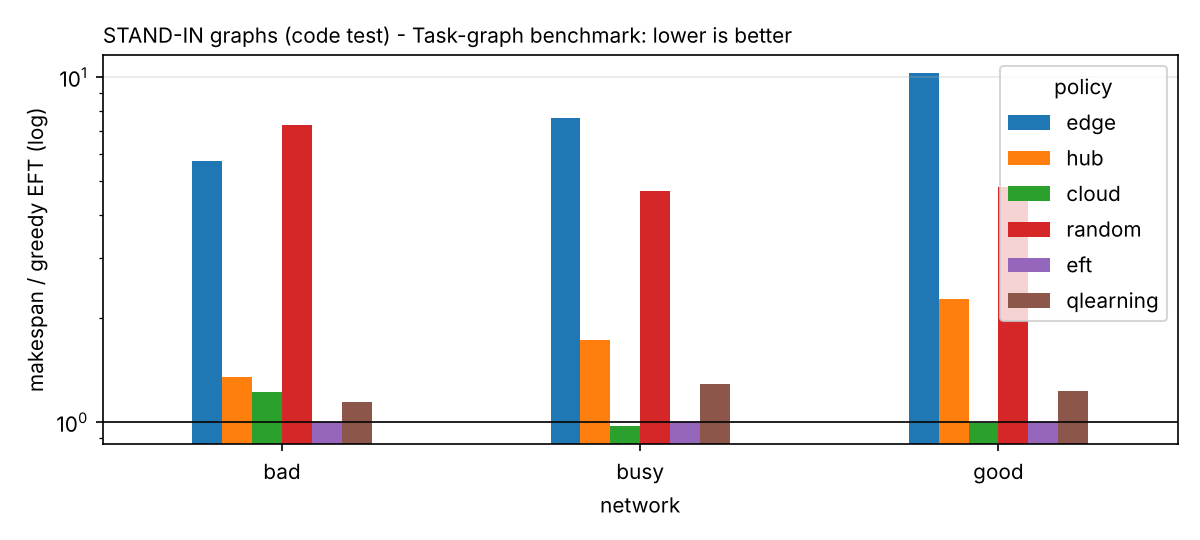 STAND-IN graphs (code test) - Task-graph benchmark: lower is better
makespan / greedy EFT (log)
10¹
10⁰
policy
edge
hub
cloud
random
eft
qlearning
bad
busy
good
network